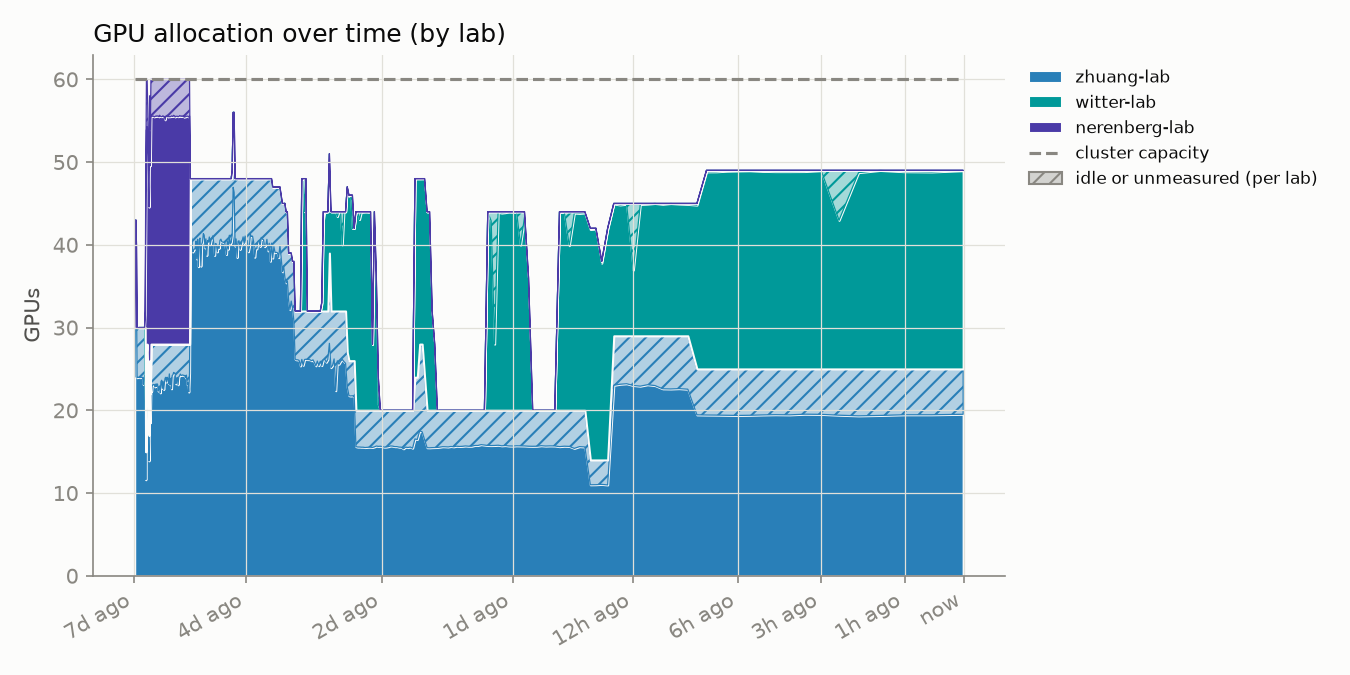 GPU allocation over time (by lab)
GPUs
60
50
40
30
20
10
0
7d ago
4d ago
2d ago
1d ago
12h ago
6h ago
3h ago
1h ago
now
zhuang-lab
witter-lab
nerenberg-lab
cluster capacity
idle or unmeasured (per lab)